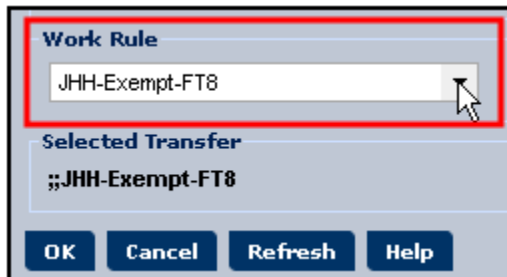 Work Rule
JHH-Exempt-FT8
Selected Transfer
;;JHH-Exempt-FT8
OK Cancel Refresh Help